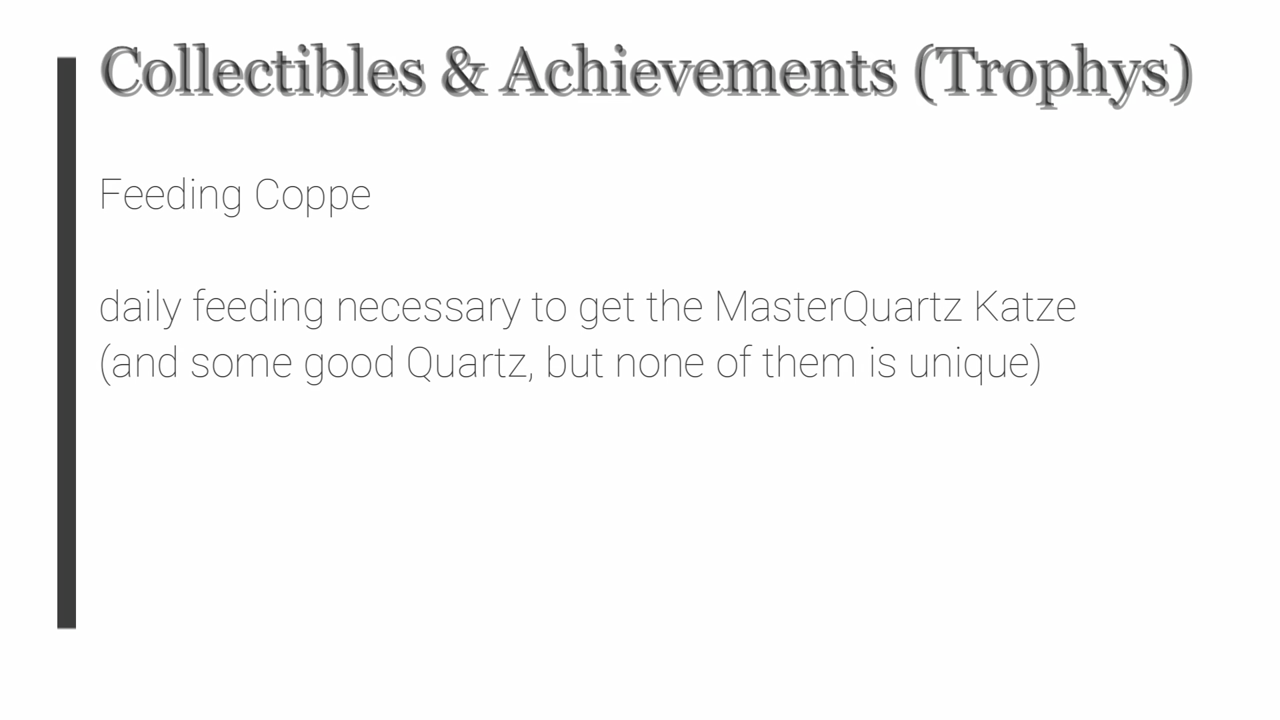 Collectibles & Achievements (Trophys)
Feeding Coppe
daily feeding necessary to get the MasterQuartz Katze
(and some good Quartz, but none of them is unique)